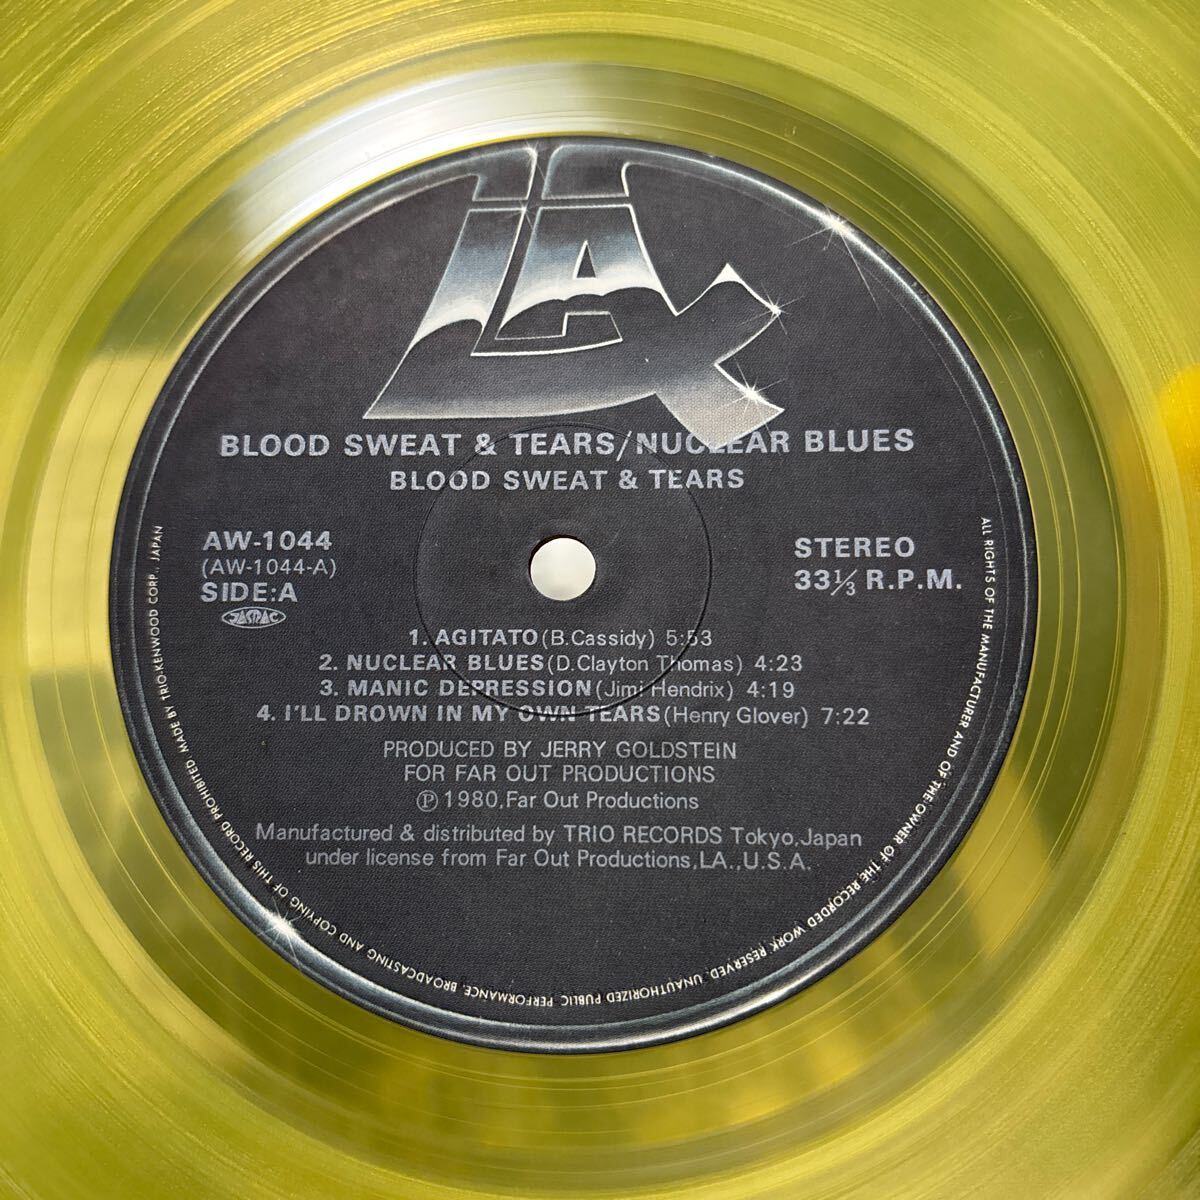 LAX
BLOOD SWEAT & TEARS/NUCLEAR BLUES
BLOOD SWEAT & TEARS
AW-1044
(AW-1044-A)
SIDE:A
JASRAC
STEREO
33⅓ R.P.M.
1. AGITATO (B.Cassidy) 5:53
2. NUCLEAR BLUES (D.Clayton Thomas) 4:23
3. MANIC DEPRESSION (Jimi Hendrix) 4:19
4. I'LL DROWN IN MY OWN TEARS (Henry Glover) 7:22
PRODUCED BY JERRY GOLDSTEIN
FOR FAR OUT PRODUCTIONS
Ⓟ 1980, Far Out Productions
Manufactured & distributed by TRIO RECORDS Tokyo, Japan
under license from Far Out Productions, LA., U.S.A.
ALL RIGHTS OF THE MANUFACTURER AND OF THE OWNER OF THE RECORDED WORK RESERVED. UNAUTHORIZED PUBLIC PERFORMANCE, BROADCASTING AND COPYING OF THIS RECORD PROHIBITED. MADE BY TRIO-KENWOOD CORP., JAPAN